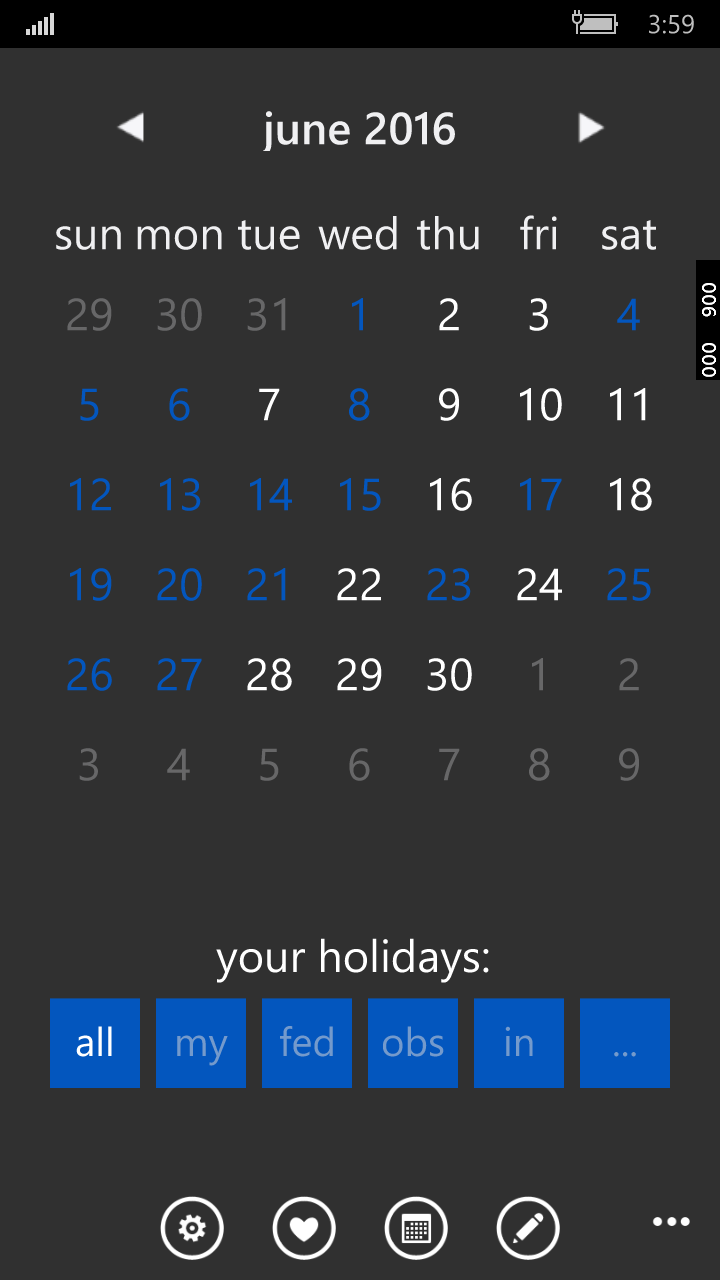 3:59
june 2016
sun mon tue wed thu fri sat
29 30 31 1 2 3 4
5 6 7 8 9 10 11
12 13 14 15 16 17 18
19 20 21 22 23 24 25
26 27 28 29 30 1 2
3 4 5 6 7 8 9
000 900
your holidays:
all my fed obs in ...